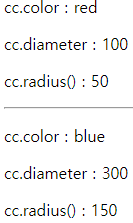 cc.color : red
cc.diameter : 100
cc.radius() : 50
cc.color : blue
cc.diameter : 300
cc.radius() : 150